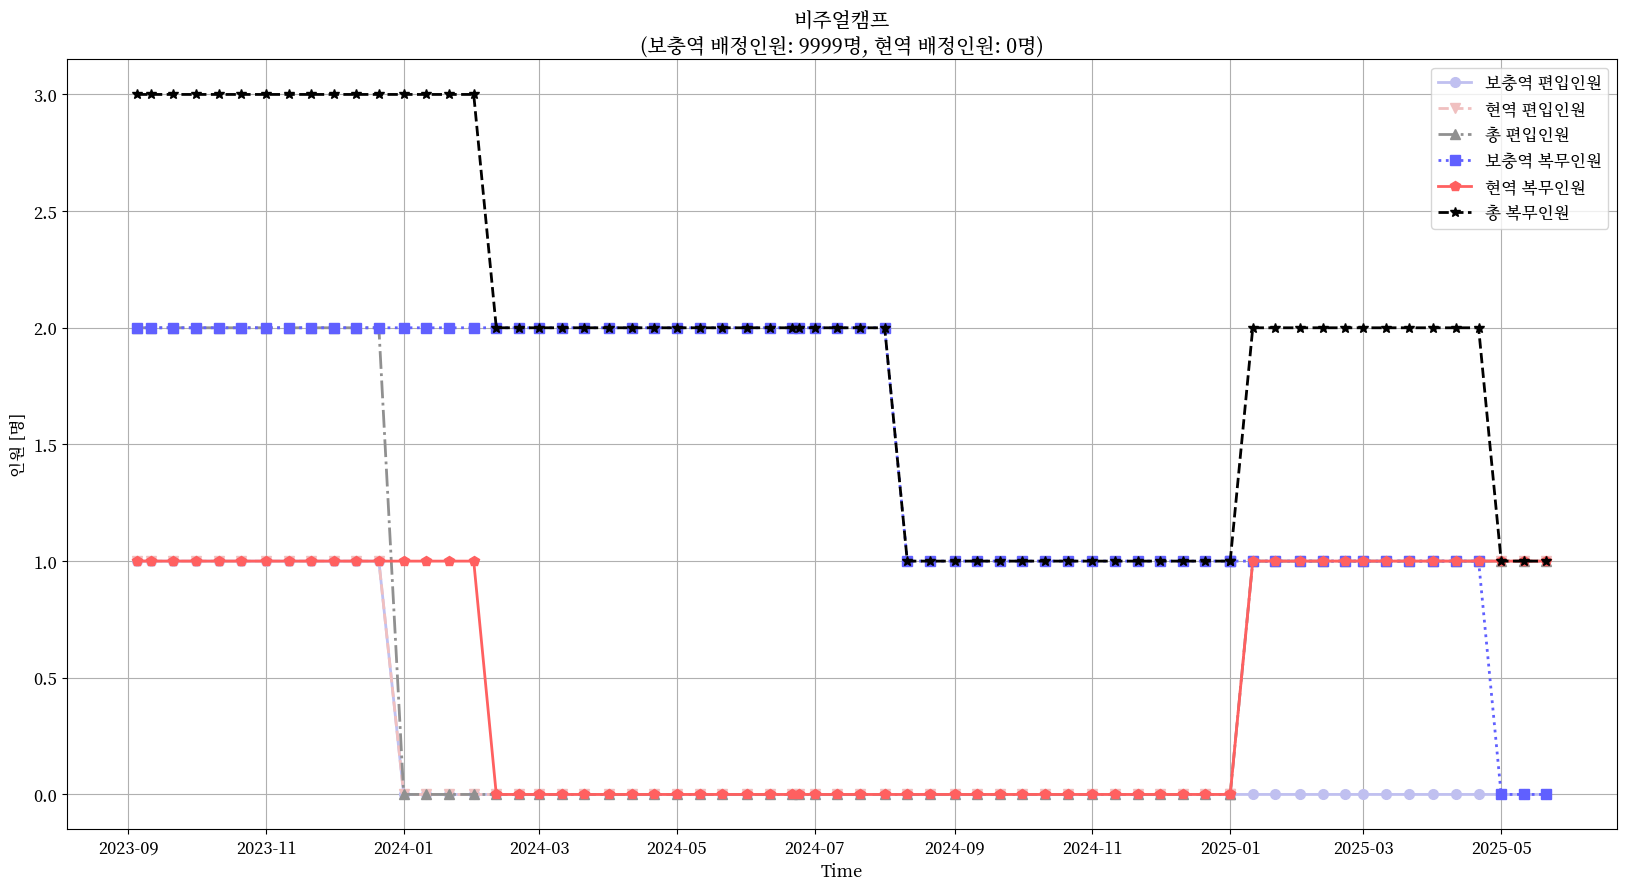 비주얼캠프
(보충역 배정인원: 9999명, 현역 배정인원: 0명)
보충역 편입인원
현역 편입인원
총 편입인원
보충역 복무인원
현역 복무인원
총 복무인원
인원 [명]
3.0
2.5
2.0
1.5
1.0
0.5
0.0
2023-09 2023-11 2024-01 2024-03 2024-05 2024-07 2024-09 2024-11 2025-01 2025-03 2025-05
Time